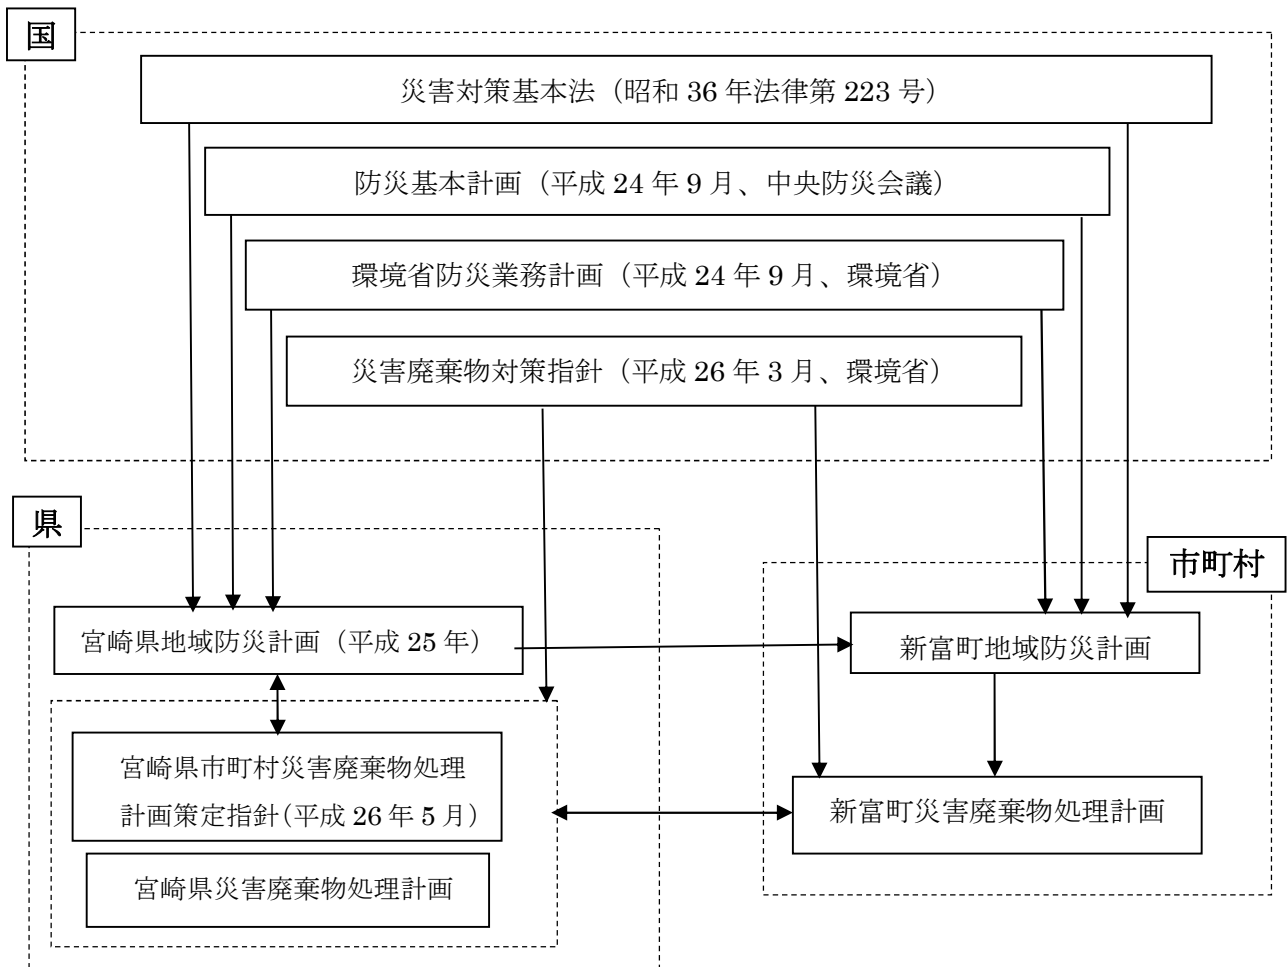 国
災害対策基本法（昭和 36 年法律第 223 号）
防災基本計画（平成 24 年 9 月、中央防災会議）
環境省防災業務計画（平成 24 年 9 月、環境省）
災害廃棄物対策指針（平成 26 年 3 月、環境省）
県
市町村
宮崎県地域防災計画（平成 25 年）
新富町地域防災計画
宮崎県市町村災害廃棄物処理
計画策定指針（平成 26 年 5 月）
新富町災害廃棄物処理計画
宮崎県災害廃棄物処理計画